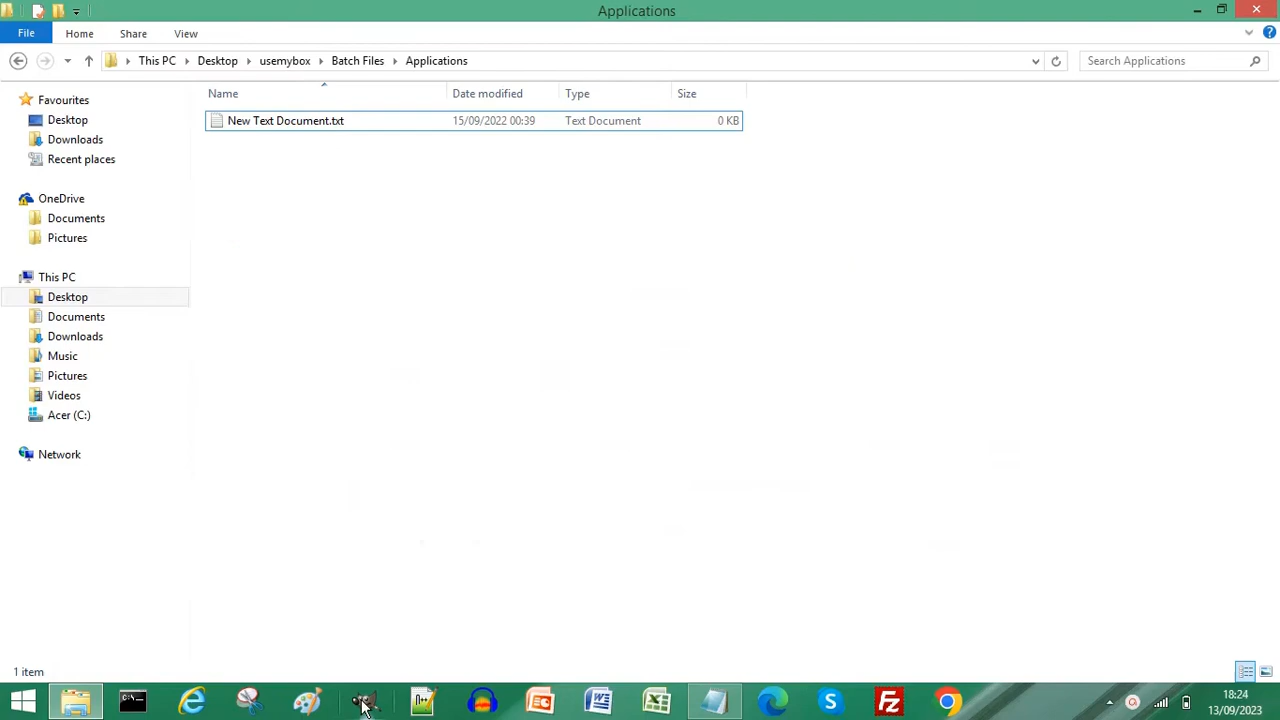 Applications
File Home Share View
This PC Desktop usemybox Batch Files Applications Search Applications
Name Date modified Type Size
New Text Document.txt 15/09/2022 00:39 Text Document 0 KB
Favourites
Desktop
Downloads
Recent places
OneDrive
Documents
Pictures
This PC
Desktop
Documents
Downloads
Music
Pictures
Videos
Acer (C:)
Network
1 item
18:24
13/09/2023